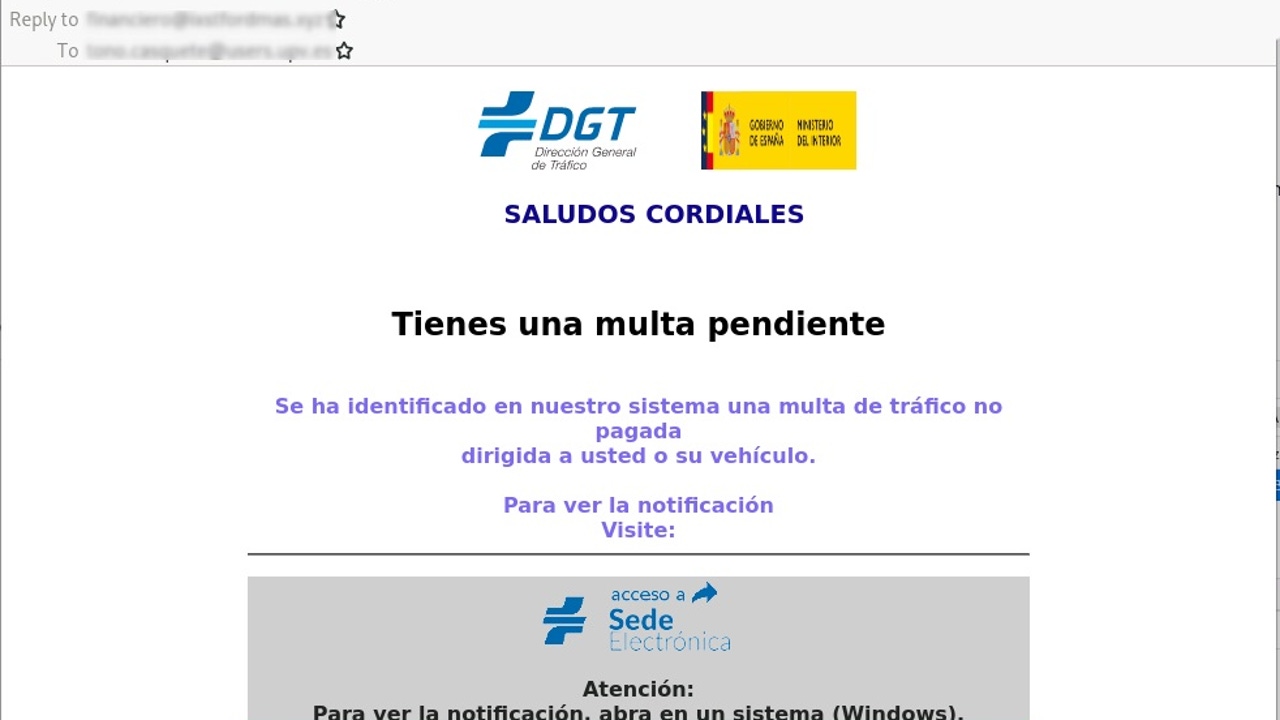 Reply to
To
DGT
Dirección General
de Tráfico
GOBIERNO
DE ESPAÑA
MINISTERIO
DEL INTERIOR
SALUDOS CORDIALES
Tienes una multa pendiente
Se ha identificado en nuestro sistema una multa de tráfico no
pagada
dirigida a usted o su vehículo.
Para ver la notificación
Visite:
acceso a
Sede
Electrónica
Atención:
Para ver la notificación, abra en un sistema (Windows).